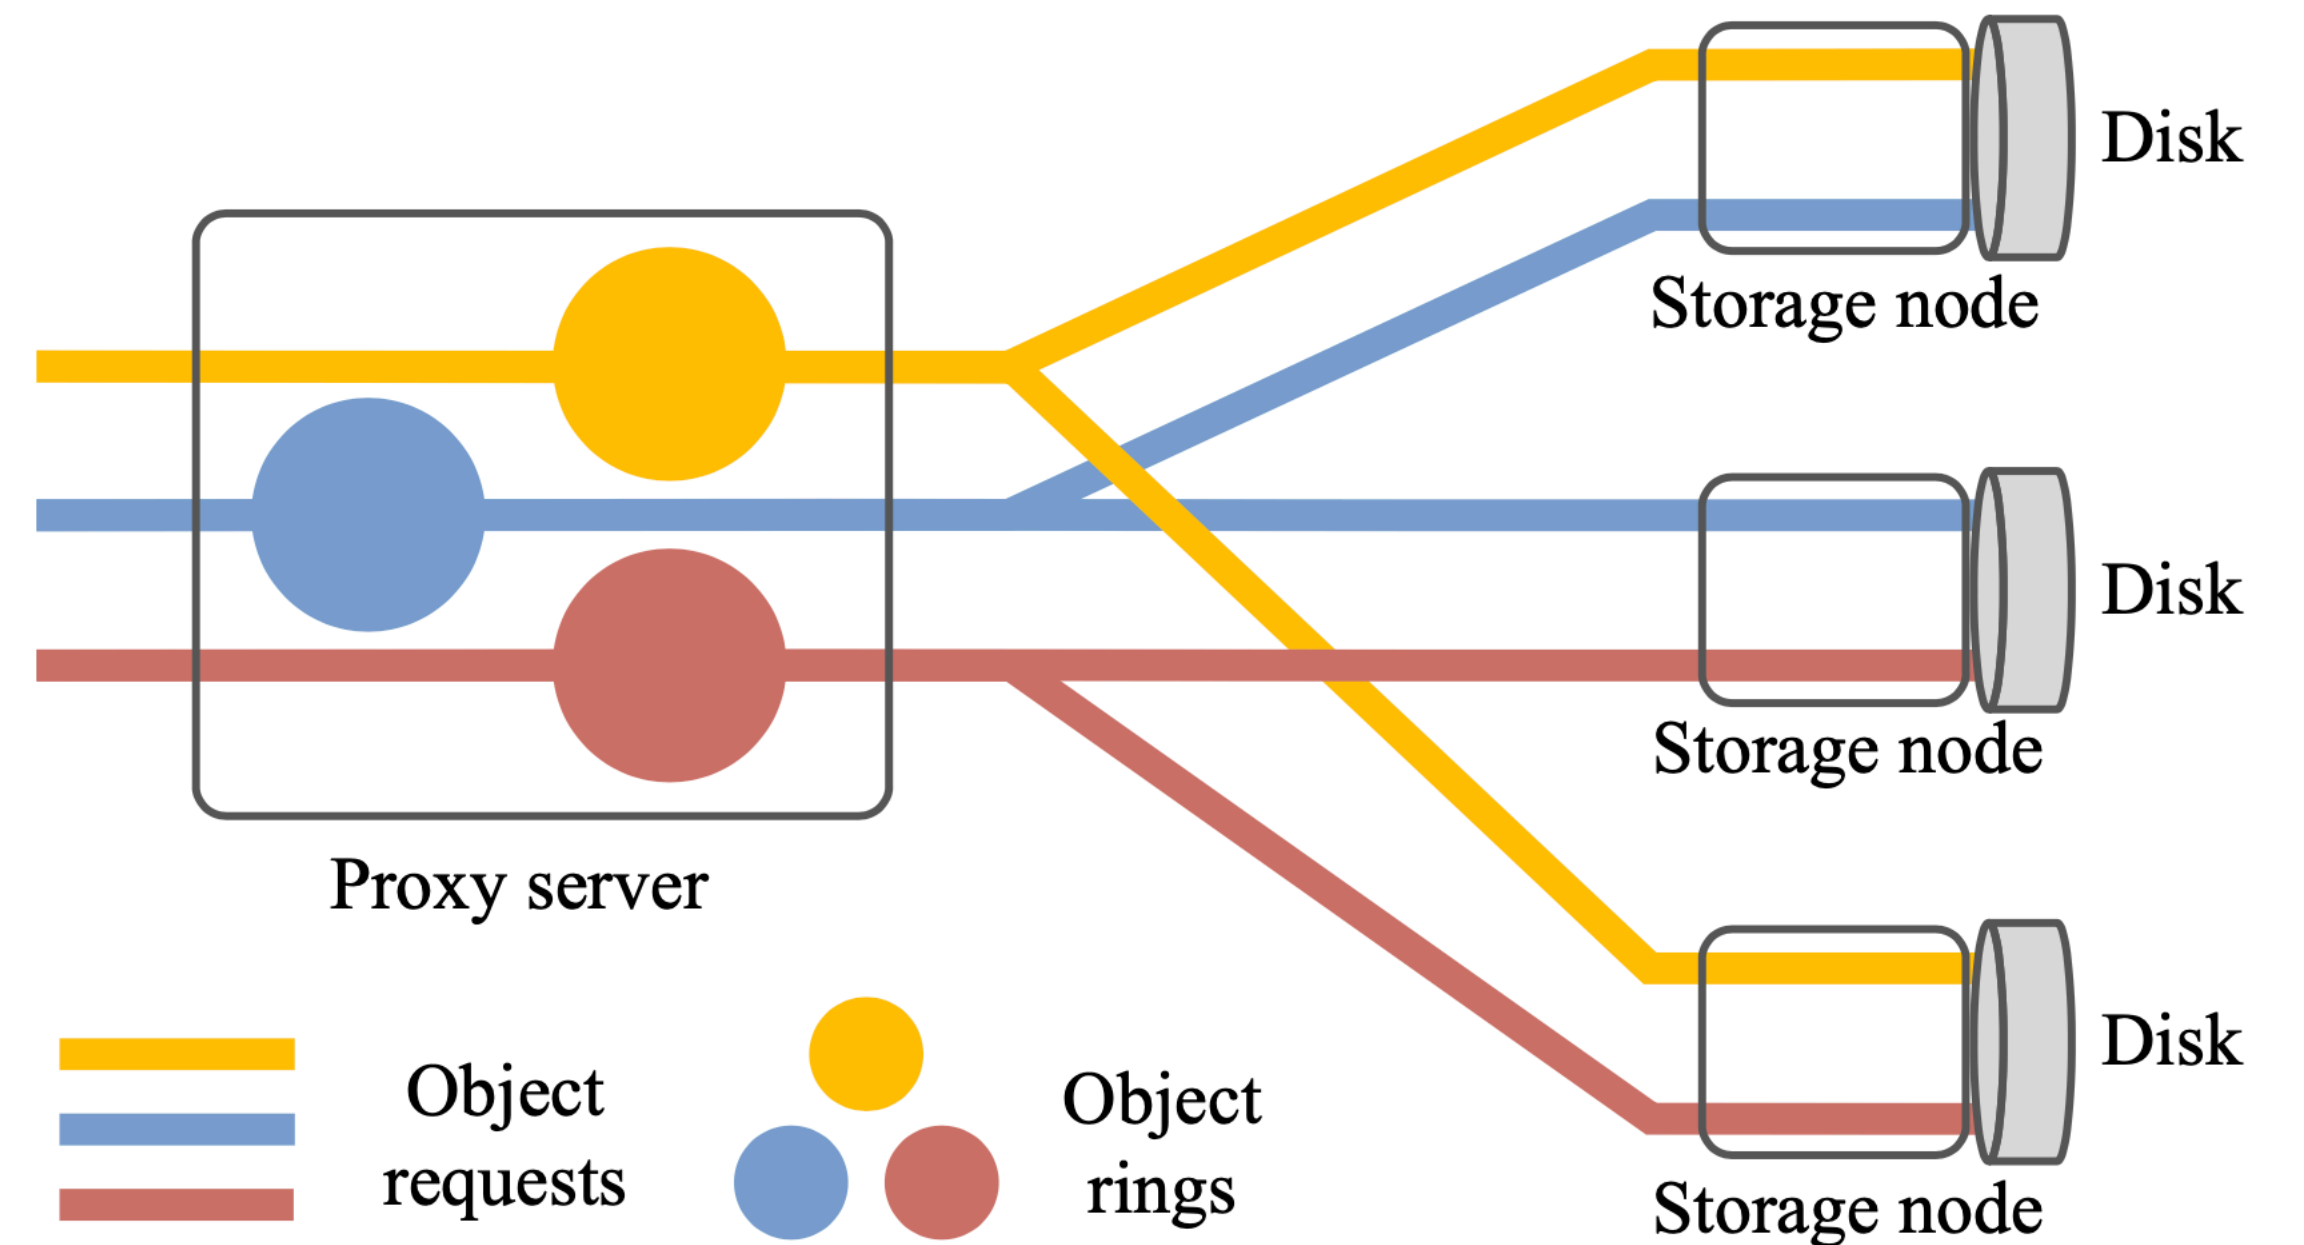 Disk
Storage node
Disk
Storage node
Proxy server
Disk
Storage node
Object
requests
Object
rings